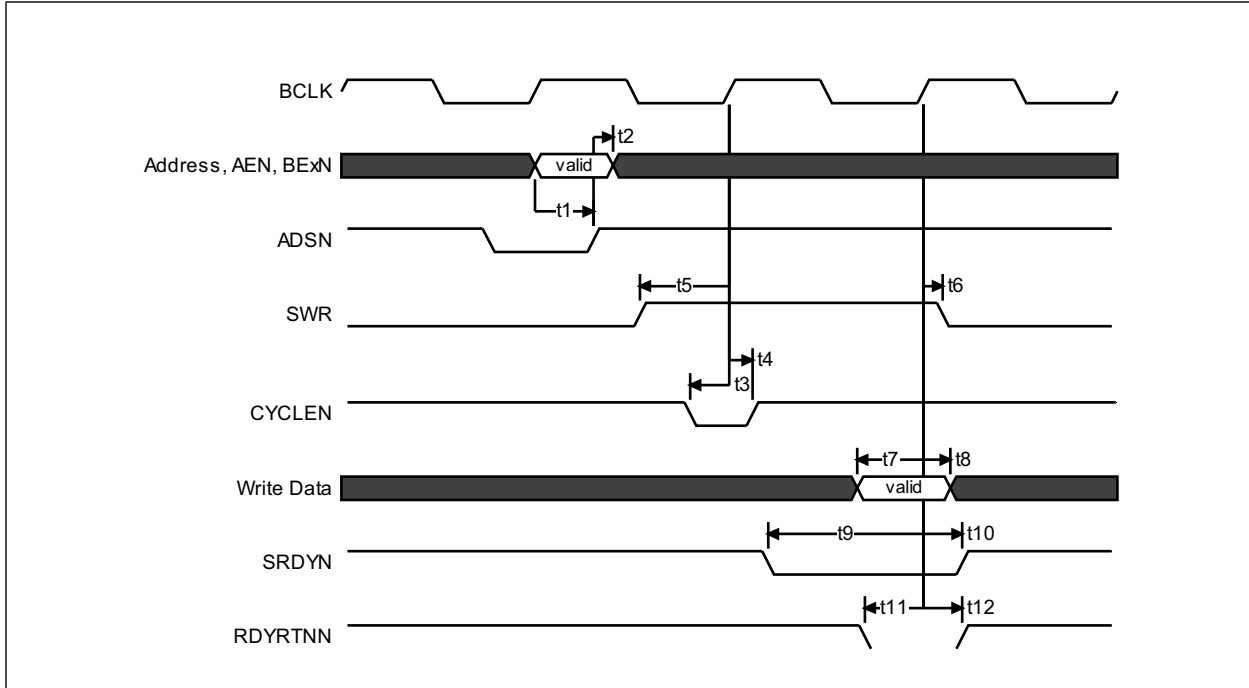 BCLK
t2
Address, AEN, BExN
valid
t1
ADSN
t5
t6
SWR
t4
t3
CYCLEN
t7
t8
Write Data
valid
t9
t10
SRDYN
t11
t12
RDYRTNN